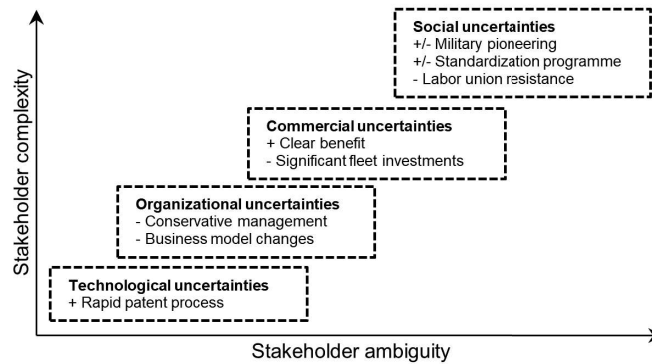 Social uncertainties
+/- Military pioneering
+/- Standardization programme
- Labor union resistance
Commercial uncertainties
+ Clear benefit
- Significant fleet investments
Organizational uncertainties
- Conservative management
- Business model changes
Technological uncertainties
+ Rapid patent process
Stakeholder complexity
Stakeholder ambiguity